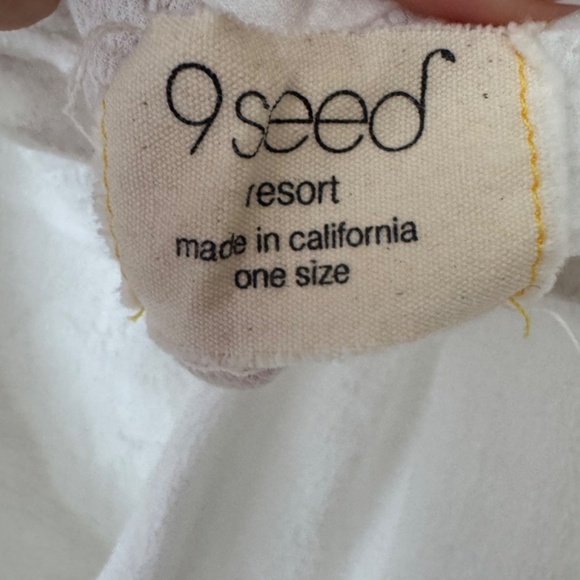 9seed
resort
made in california
one size